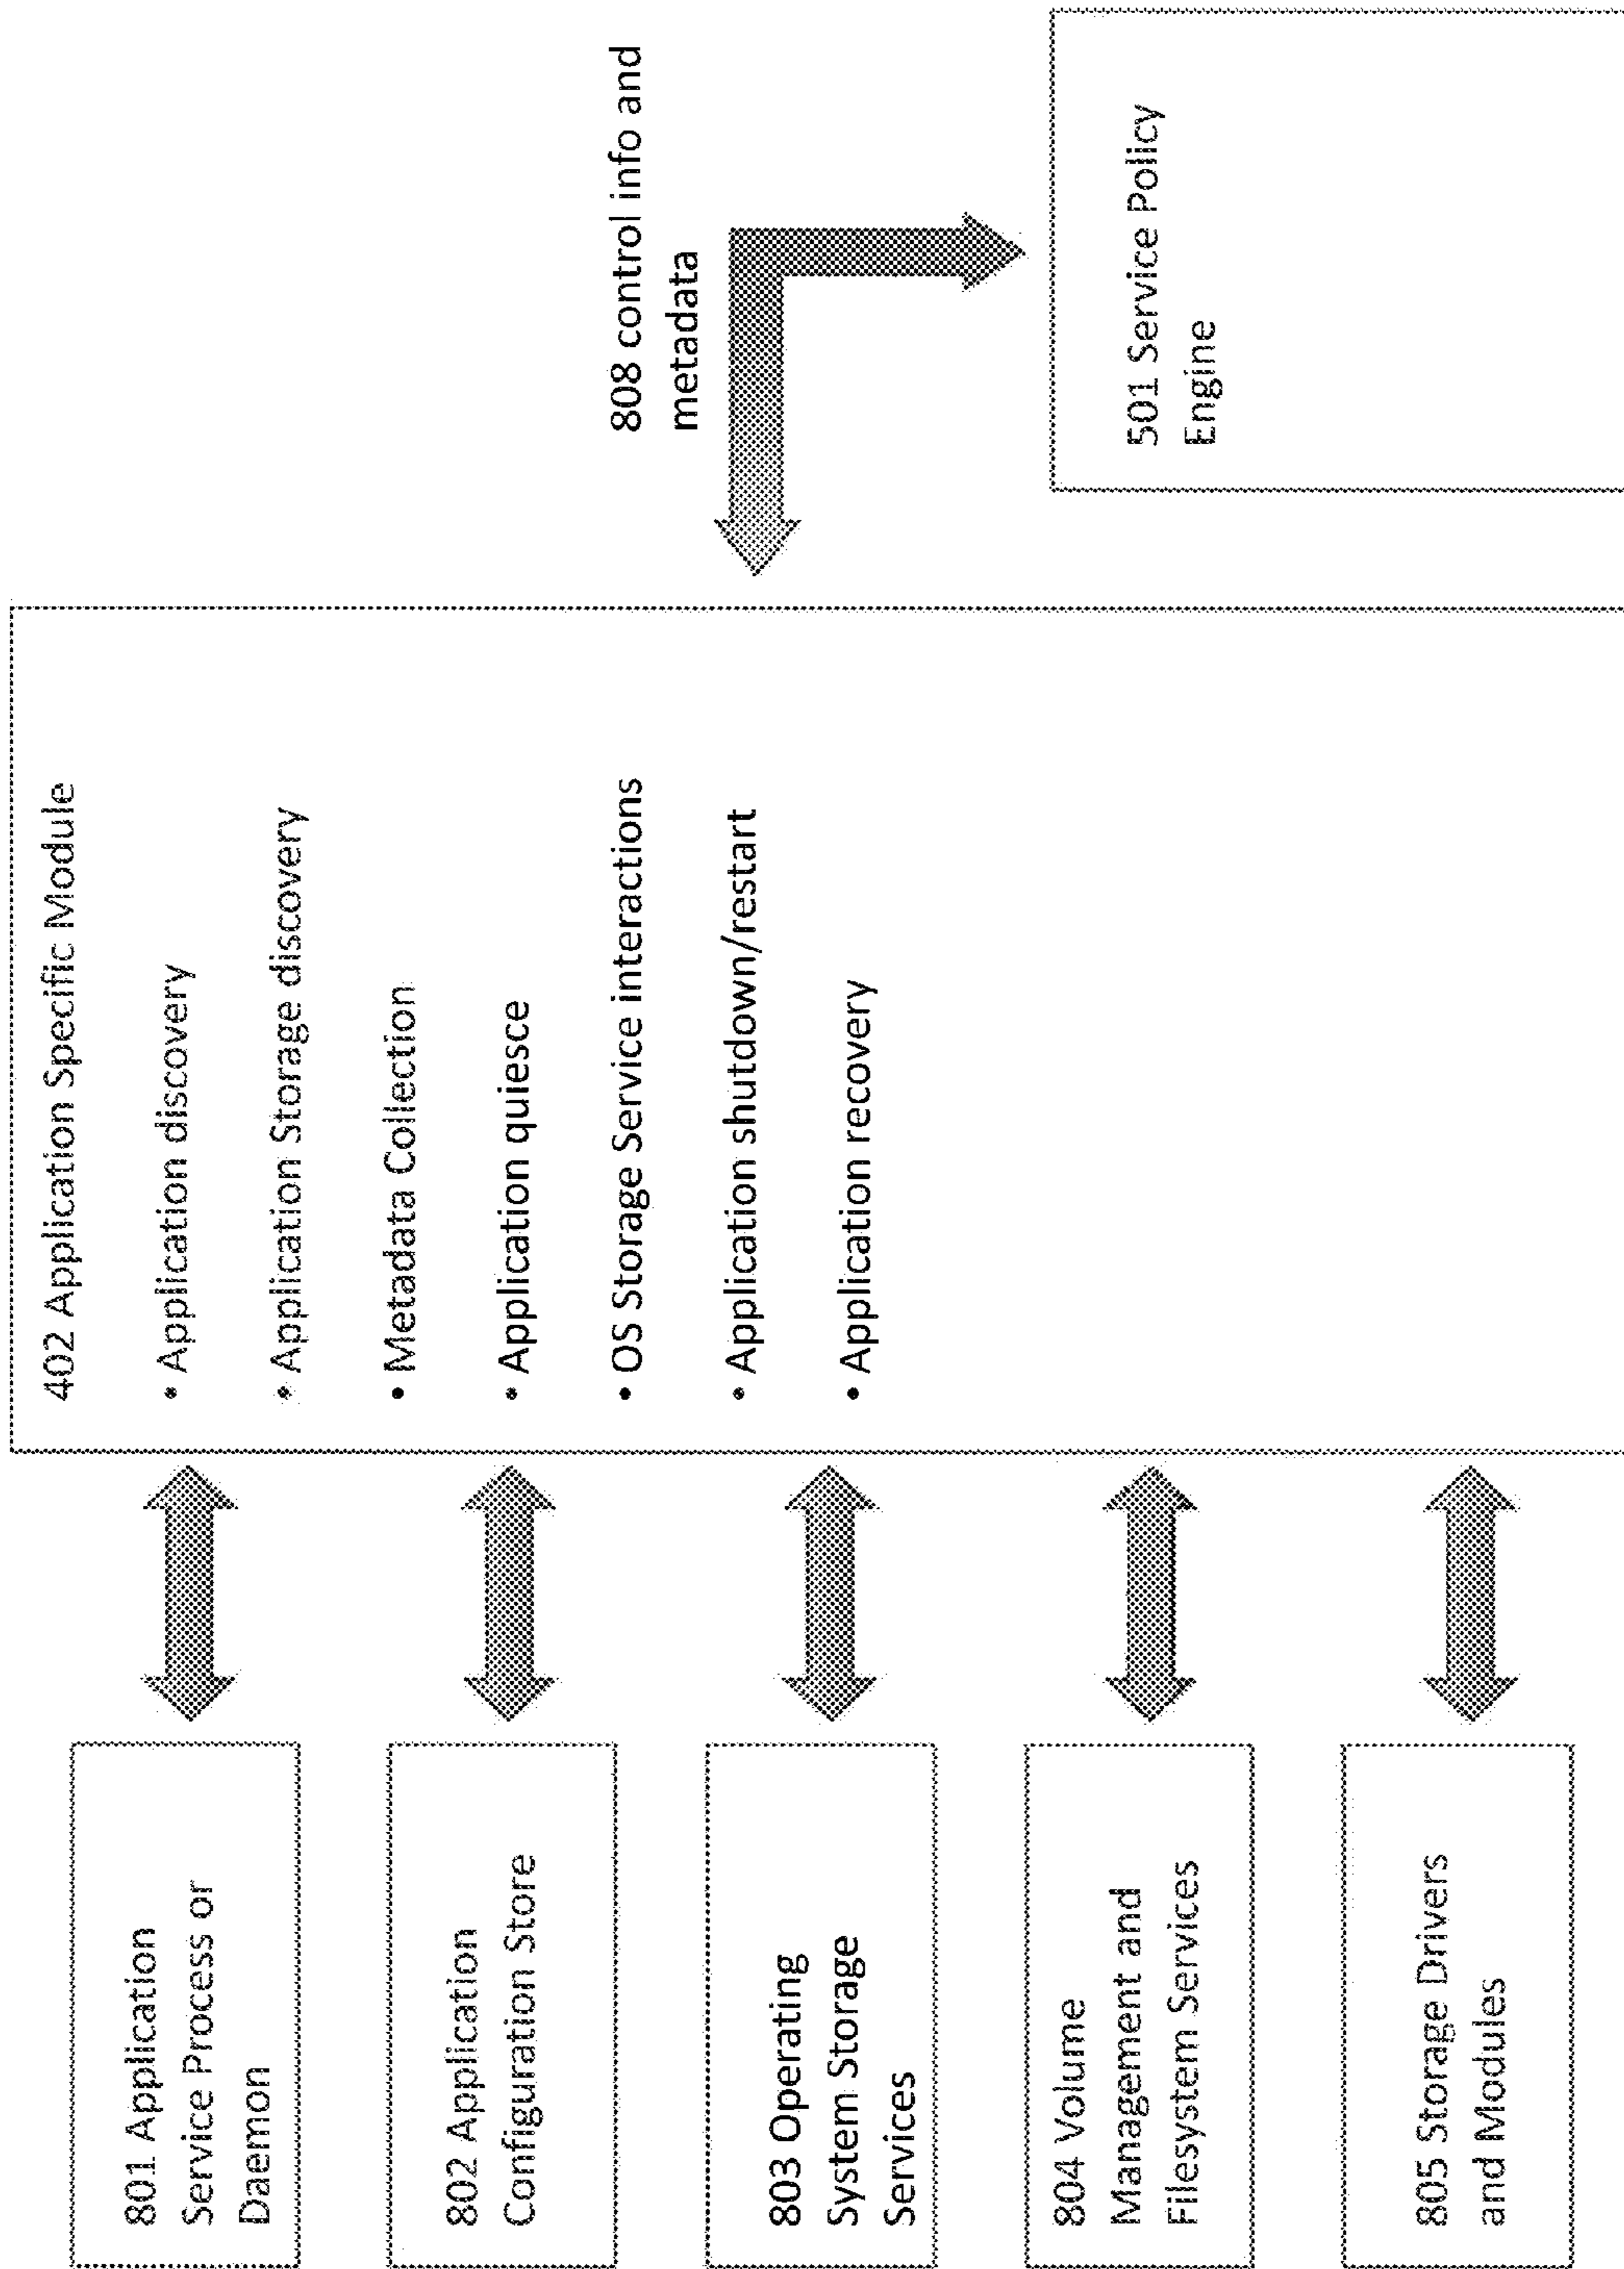 801 Application
Service Process or
Daemon
802 Application
Configuration Store
803 Operating
System Storage
Services
804 Volume
Management and
Filesystem Services
805 Storage Drivers
and Modules
402 Application Specific Module
• Application discovery
• Application Storage discovery
• Metadata Collection
• Application quiesce
• OS Storage Service interactions
• Application shutdown/restart
• Application recovery
808 control info and
metadata
501 Service Policy
Engine